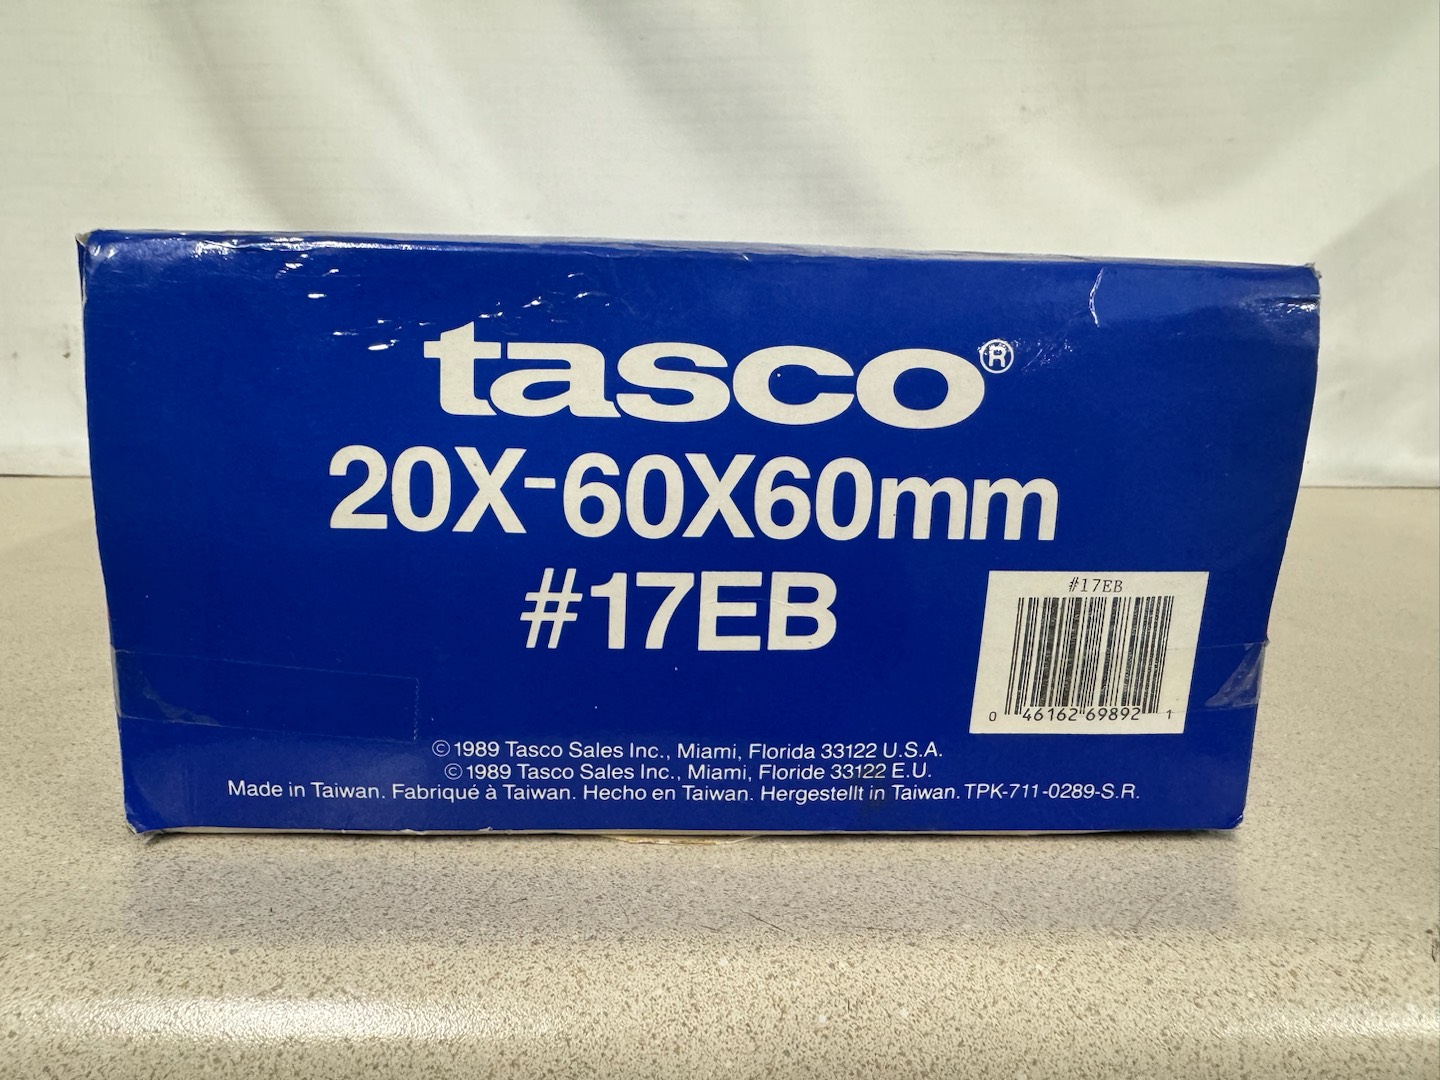 tasco®
20X-60X60mm
#17EB
#17EB
0 46162 69892 1
©1989 Tasco Sales Inc., Miami, Florida 33122 U.S.A.
©1989 Tasco Sales Inc., Miami, Floride 33122 E.U.
Made in Taiwan. Fabriqué à Taiwan. Hecho en Taiwan. Hergestellt in Taiwan. TPK-711-0289-S.R.